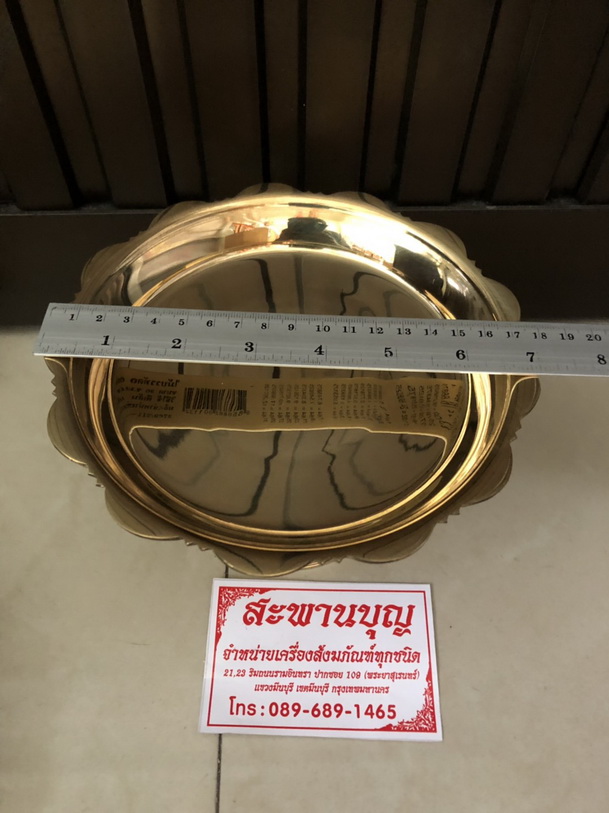 1 2 3 4 5 6 7 8 9 10 11 12 13 14 15 16 17 18 19 20
1 2 3 4 5 6 7 8
สะพานบุญ
จำหน่ายเครื่องสังฆภัณฑ์ทุกชนิด
21,23 ริมถนนรามอินทรา ปากซอย 109 (พระยาสุเรนทร์)
แขวงมีนบุรี เขตมีนบุรี กรุงเทพมหานคร
โทร : 089-689-1465